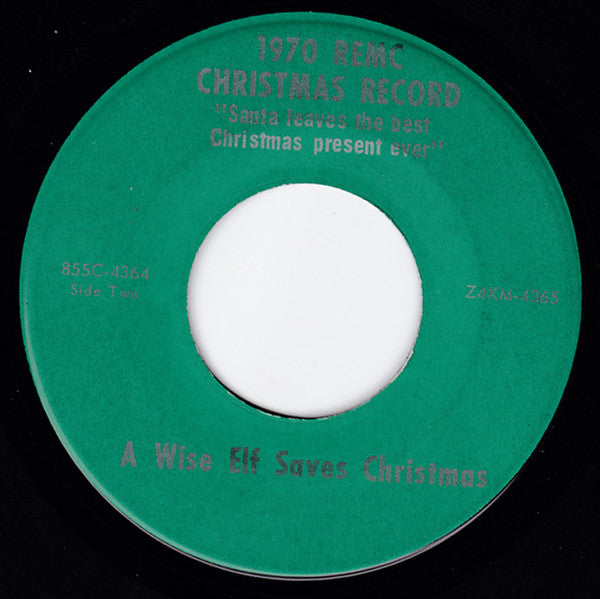 1970 REMC
CHRISTMAS RECORD
"Santa leaves the best
Christmas present ever"
855C-4364
Side Two
Z4KM-4365
A Wise Elf Saves Christmas